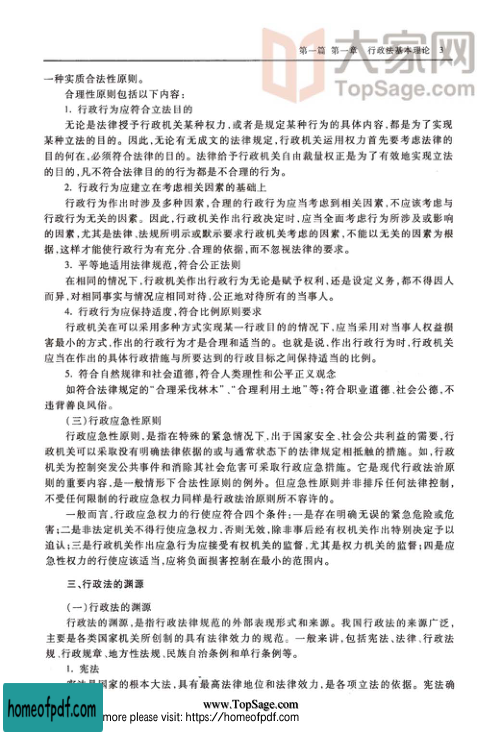 第一篇 第一章 行政法基本理论 3
大家网
TopSage.com
一种实质合法性原则。
合理性原则包括以下内容:
1. 行政行为应符合立法目的
无论是法律授予行政机关某种权力,或者是规定某种行为的具体内容,都是为了实现
某种立法的目的。因此,无论有无成文的法律规定,行政机关运用权力首先要考虑法律的
目的何在,必须符合法律的目的。法律给予行政机关自由裁量权正是为了有效地实现立法
的目的,凡不符合法律目的的行为都是不合理的行为。
2. 行政行为应建立在考虑相关因素的基础上
行政行为作出时涉及多种因素,合理的行政行为应当考虑到相关因素,不应该考虑与
行政行为无关的因素。因此,行政机关作出行政决定时,应当全面考虑行为所涉及或影响
的因素,尤其是法律、法规所明示或默示要求行政机关考虑的因素,不能以无关的因素为根
据,这样才能使行政行为有充分、合理的依据,而不忽视法律的要求。
3. 平等地适用法律规范,符合公正法则
在相同的情况下,行政机关作出行政行为无论是赋予权利,还是设定义务,都不得因人
而异,对相同事实与情况应相同对待,公正地对待所有的当事人。
4. 行政行为应保持适度,符合比例原则要求
行政机关在可以采用多种方式实现某一行政目的的情况下,应当采用对当事人权益损
害最小的方式,作出的行政行为才是合理和适当的。也就是说,作出行政行为时,行政机关
应当在作出的具体行政措施与所要达到的行政目标之间保持适当的比例。
5. 符合自然规律和社会道德,符合人类理性和公平正义观念
如符合法律规定的“合理采伐林木”、“合理利用土地”等;符合职业道德、社会公德,不
违背善良风俗。
(三)行政应急性原则
行政应急性原则,是指在特殊的紧急情况下,出于国家安全、社会公共利益的需要,行
政机关可以采取没有明确法律依据的或与通常状态下的法律规定相抵触的措施。如,行政
机关为控制突发公共事件和消除其社会危害可采取行政应急措施。它是现代行政法治原
则的重要内容,是一般情形下合法性原则的例外。但应急性原则并非排斥任何法律控制,
不受任何限制的行政应急权力同样是行政法治原则所不容许的。
一般而言,行政应急权力的行使应符合四个条件:一是存在明确无误的紧急危险或危
害;二是非法定机关不得行使应急权力,否则无效,除非事后经有权机关作出特别决定予以
追认;三是行政机关作出应急行为应接受有权机关的监督,尤其是权力机关的监督;四是应
急性权力的行使应该适当,应将负面损害控制在最小的范围内。
三、行政法的渊源
(一)行政法的渊源
行政法的渊源,是指行政法律规范的外部表现形式和来源。我国行政法的来源广泛,
主要是各类国家机关所创制的具有法律效力的规范。一般来讲,包括宪法、法律、行政法
规、行政规章、地方性法规、民族自治条例和单行条例等。
1. 宪法
宪法是国家的根本大法,具有最高法律地位和法律效力,是各项立法的依据。宪法确
www.TopSage.com
homeofpdf.com
more please visit: https://homeofpdf.com